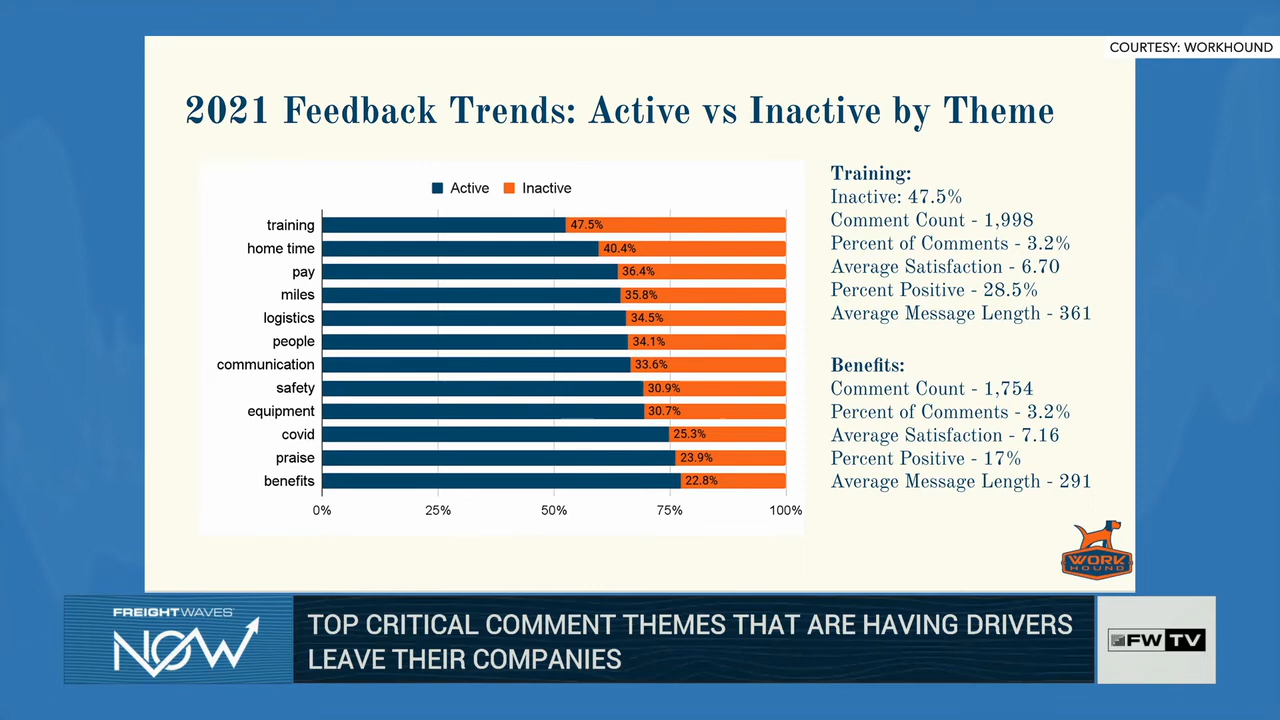 COURTESY: WORKHOUND
2021 Feedback Trends: Active vs Inactive by Theme
Active Inactive
training 47.5%
home time 40.4%
pay 36.4%
miles 35.8%
logistics 34.5%
people 34.1%
communication 33.6%
safety 30.9%
equipment 30.7%
covid 25.3%
praise 23.9%
benefits 22.8%
0% 25% 50% 75% 100%
Training:
Inactive: 47.5%
Comment Count - 1,998
Percent of Comments - 3.2%
Average Satisfaction - 6.70
Percent Positive - 28.5%
Average Message Length - 361
Benefits:
Comment Count - 1,754
Percent of Comments - 3.2%
Average Satisfaction - 7.16
Percent Positive - 17%
Average Message Length - 291
WORK
HOUND
FREIGHTWAVES
NOW
TOP CRITICAL COMMENT THEMES THAT ARE HAVING DRIVERS
LEAVE THEIR COMPANIES
FWTV